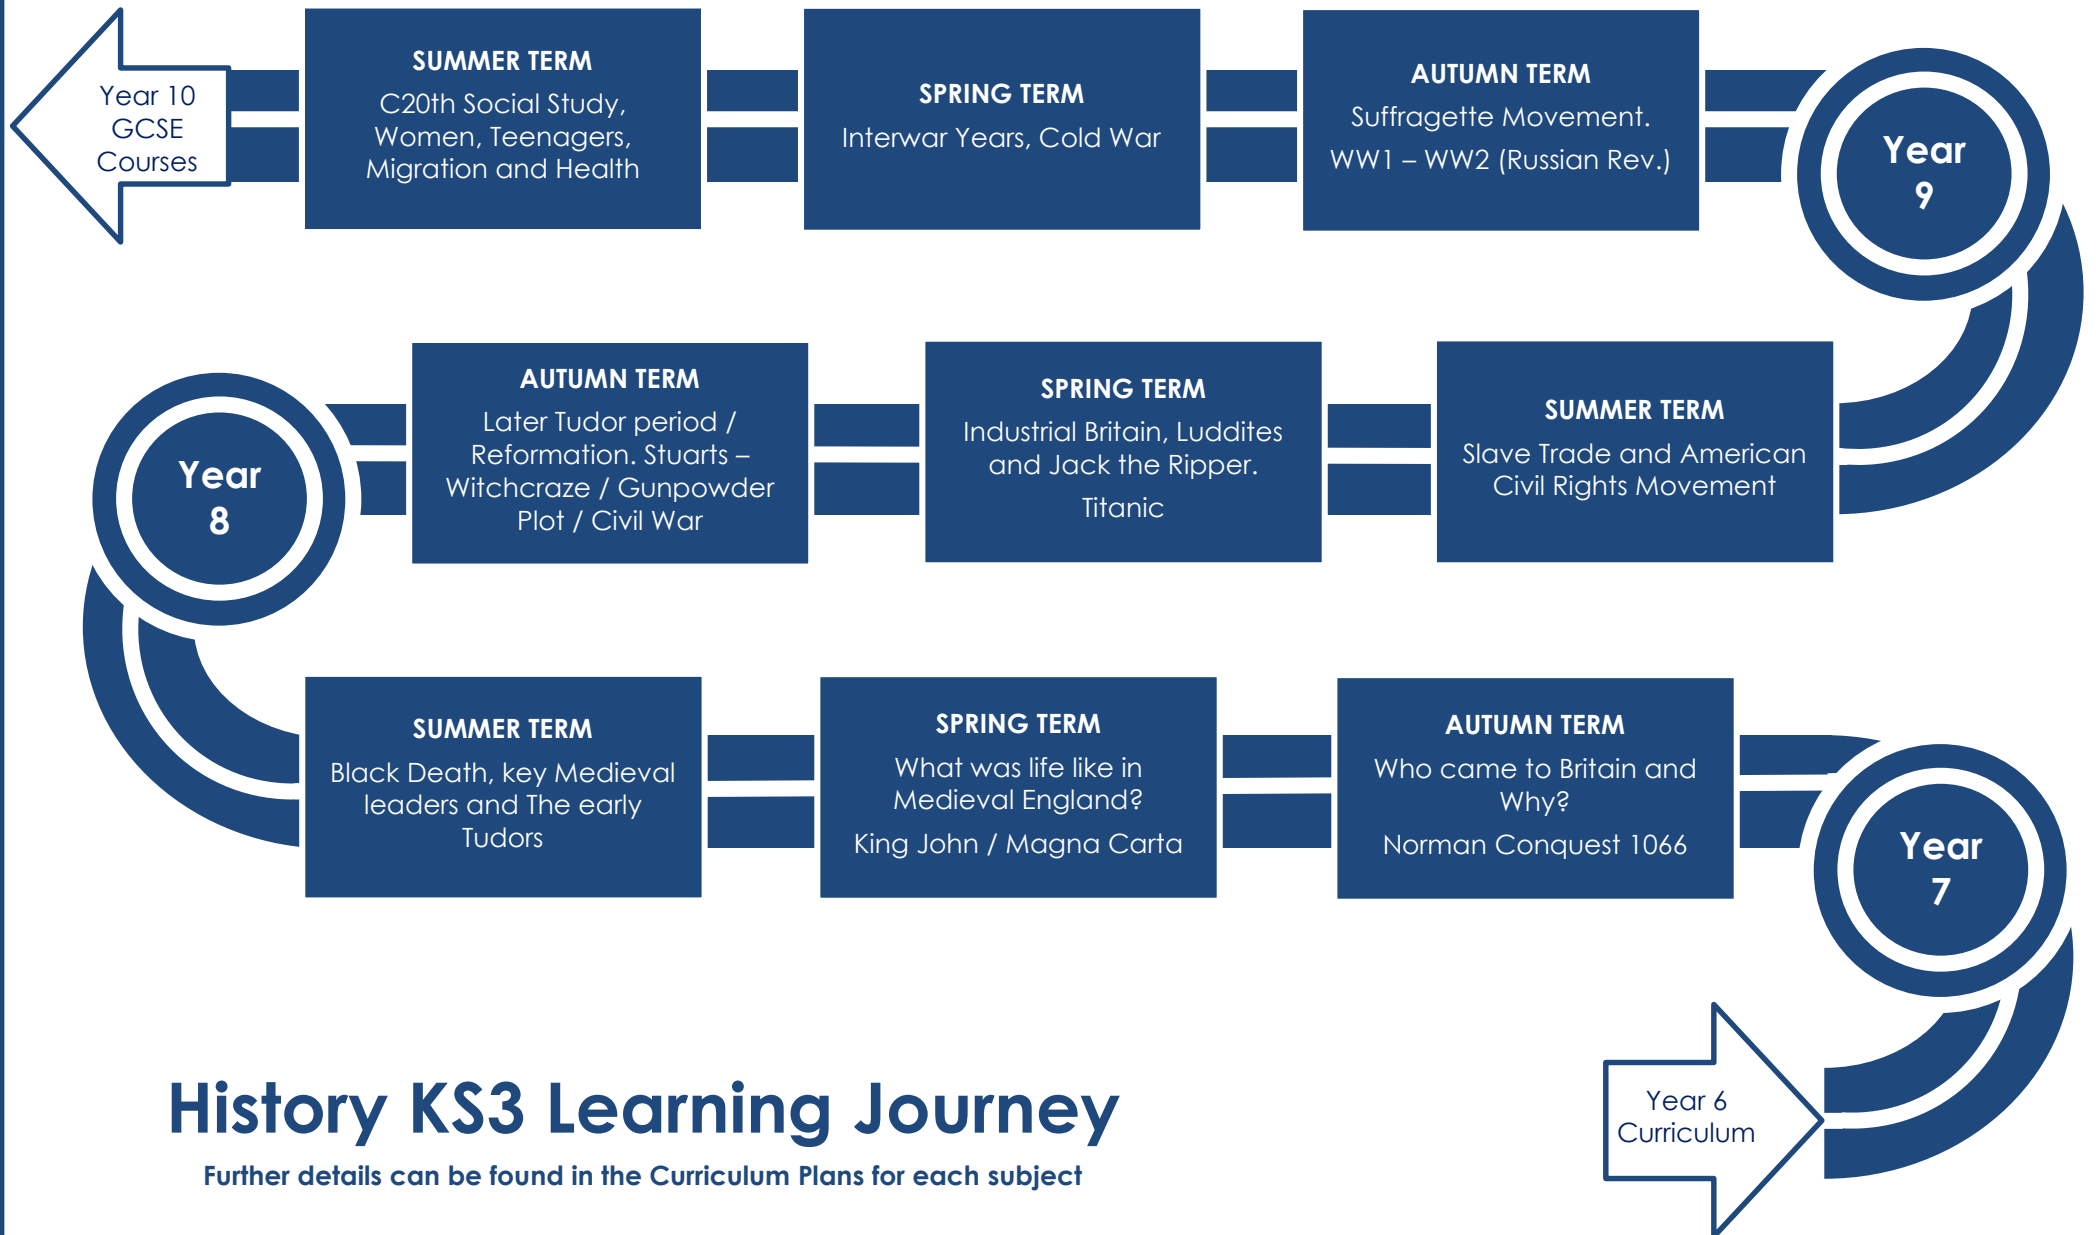 Year 10
GCSE
Courses
SUMMER TERM
C20th Social Study,
Women, Teenagers,
Migration and Health
SPRING TERM
Interwar Years, Cold War
AUTUMN TERM
Suffragette Movement.
WW1 – WW2 (Russian Rev.)
Year
9
Year
8
AUTUMN TERM
Later Tudor period /
Reformation. Stuarts –
Witchcraze / Gunpowder
Plot / Civil War
SPRING TERM
Industrial Britain, Luddites
and Jack the Ripper.
Titanic
SUMMER TERM
Slave Trade and American
Civil Rights Movement
SUMMER TERM
Black Death, key Medieval
leaders and The early
Tudors
SPRING TERM
What was life like in
Medieval England?
King John / Magna Carta
AUTUMN TERM
Who came to Britain and
Why?
Norman Conquest 1066
Year
7
History KS3 Learning Journey
Further details can be found in the Curriculum Plans for each subject
Year 6
Curriculum